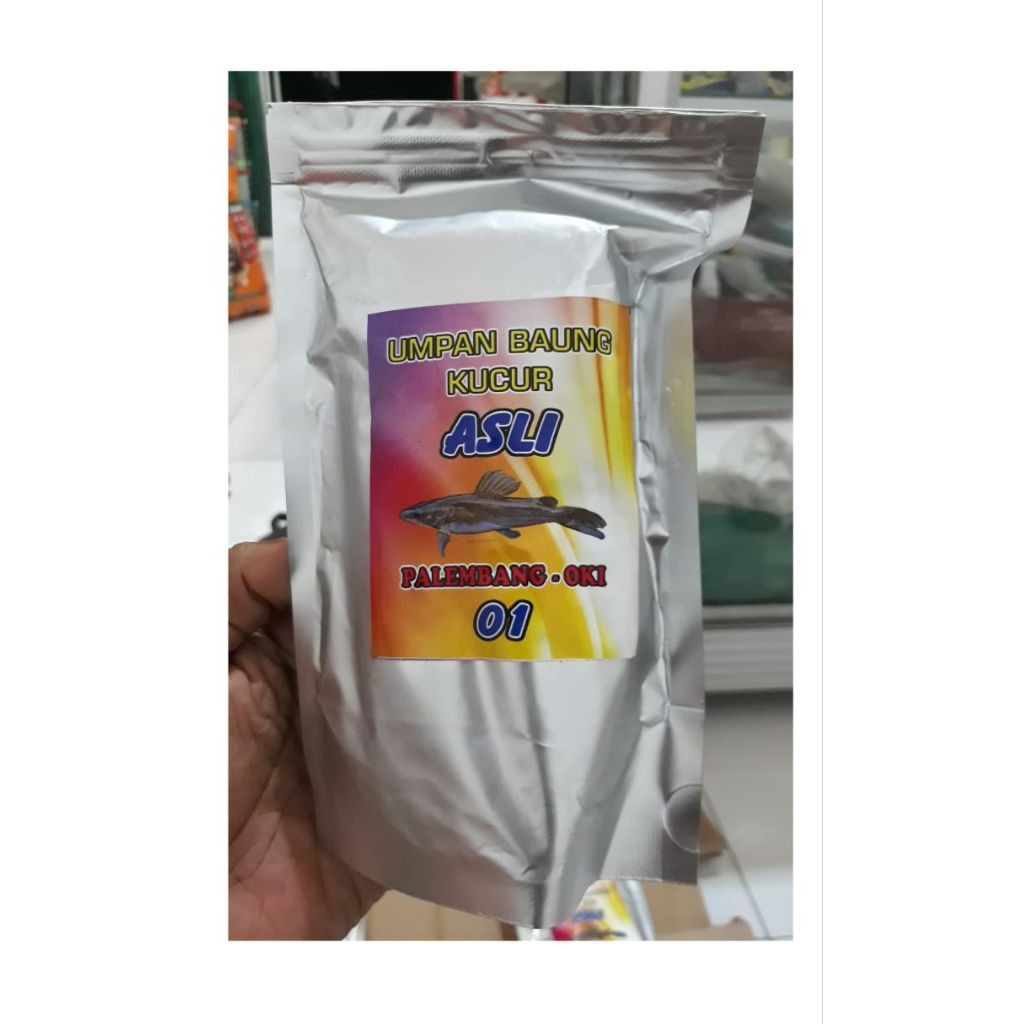 UMPAN BAUNG
KUCUR
ASLI
PALEMBANG - OKI
01